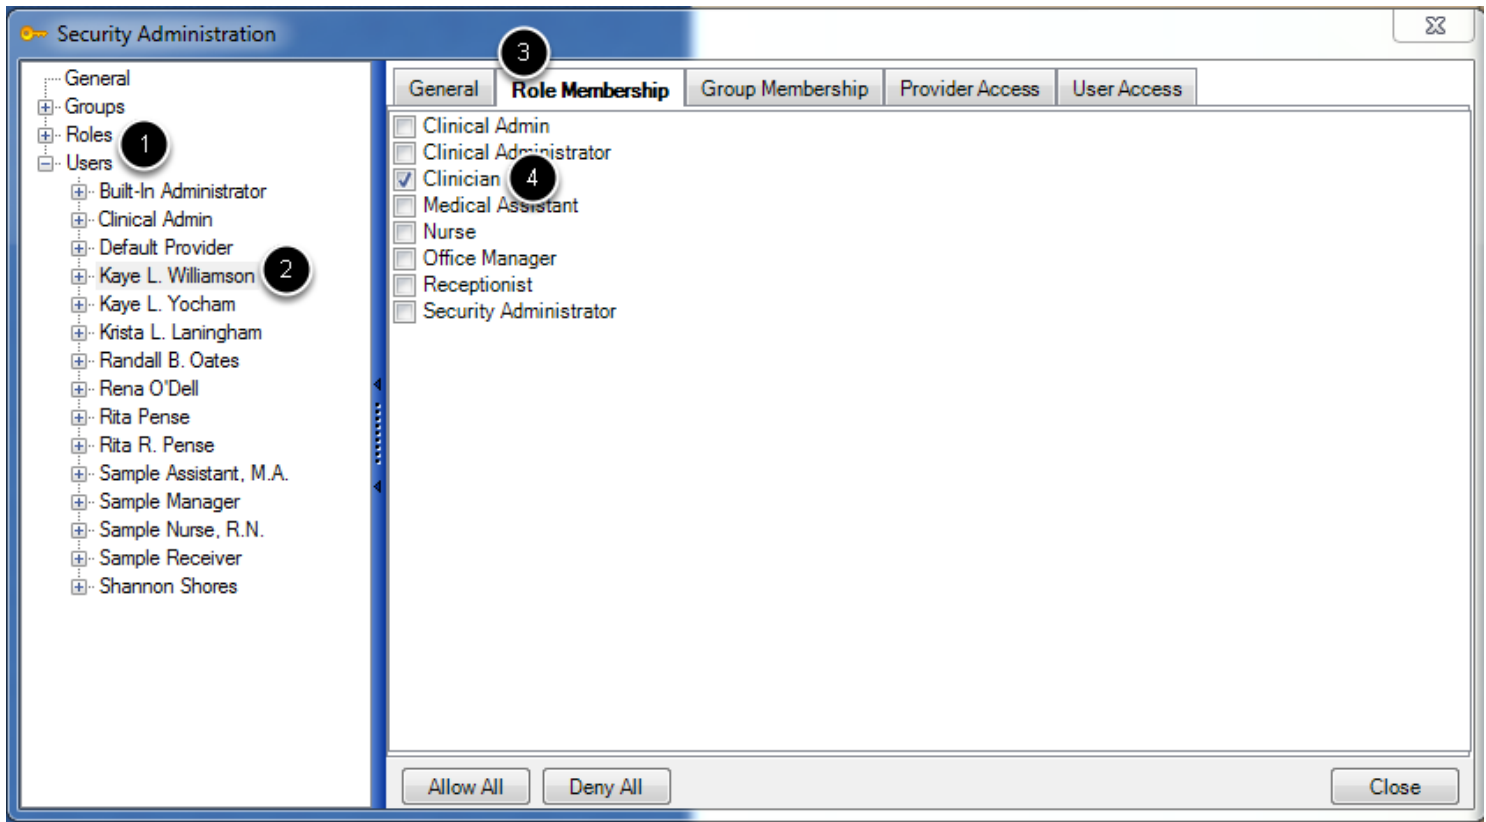 Security Administration
General
Groups
Roles
1
Users
Built-In Administrator
Clinical Admin
Default Provider
Kaye L. Williamson
2
Kaye L. Yocham
Krista L. Laningham
Randall B. Oates
Rena O'Dell
Rita Pense
Rita R. Pense
Sample Assistant, M.A.
Sample Manager
Sample Nurse, R.N.
Sample Receiver
Shannon Shores
3
General Role Membership Group Membership Provider Access User Access
Clinical Admin
Clinical Administrator
Clinician 4
Medical Assistant
Nurse
Office Manager
Receptionist
Security Administrator
Allow All Deny All Close